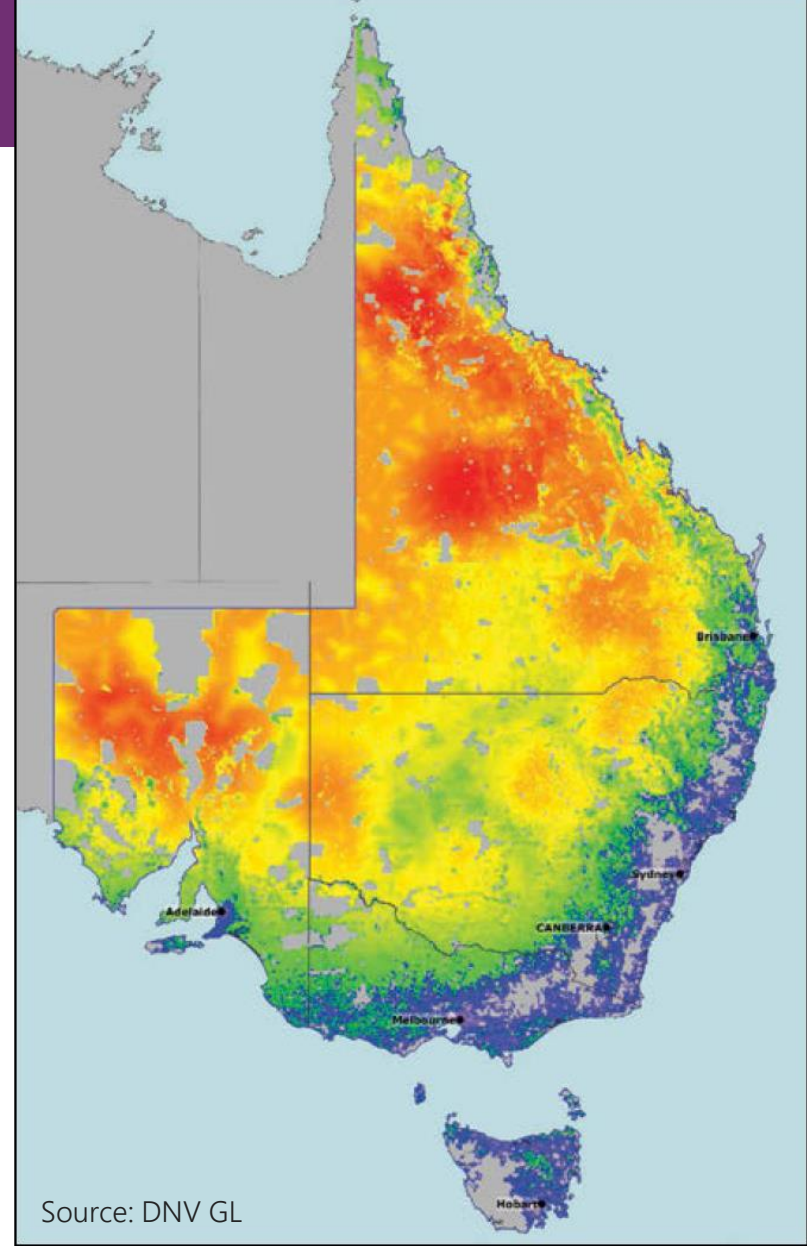 Brisbane
Sydney
Adelaide
CANBERRA
Melbourne
Hobart
Source: DNV GL